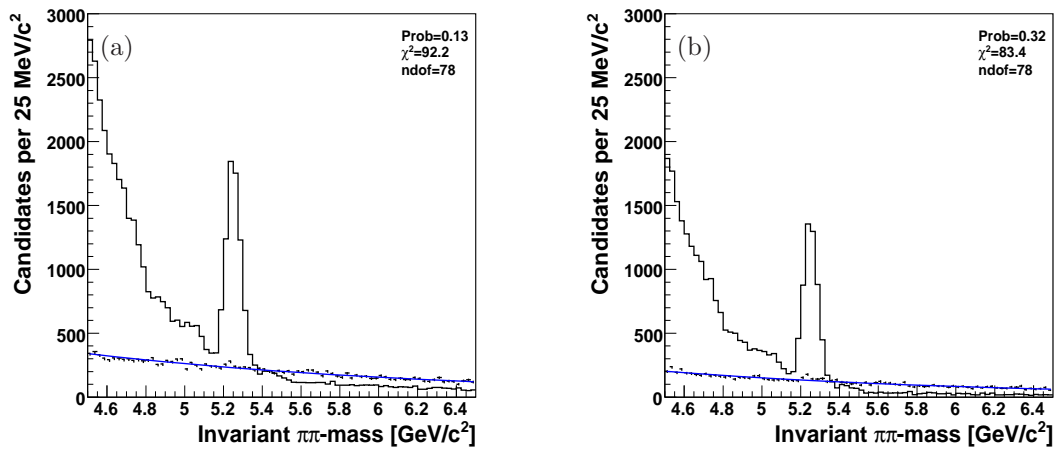 Candidates per 25 MeV/c²
3000
2500
2000
1500
1000
500
0
(a)
Prob=0.13
χ²=92.2
ndof=78
4.6 4.8 5 5.2 5.4 5.6 5.8 6 6.2 6.4
Invariant ππ-mass [GeV/c²]
Candidates per 25 MeV/c²
3000
2500
2000
1500
1000
500
0
(b)
Prob=0.32
χ²=83.4
ndof=78
4.6 4.8 5 5.2 5.4 5.6 5.8 6 6.2 6.4
Invariant ππ-mass [GeV/c²]